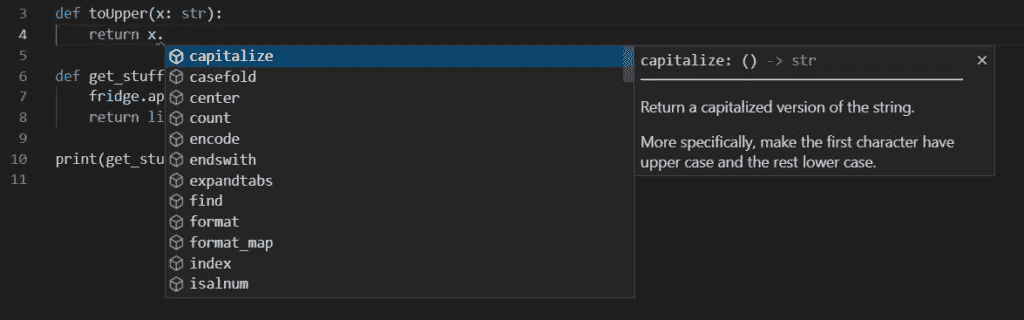 3 def toUpper(x: str):
4     return x.
5
6 def get_stuff
7     fridge.ap
8     return li
9
10 print(get_stu
11
capitalize
casefold
center
count
encode
endswith
expandtabs
find
format
format_map
index
isalnum
capitalize: () -> str
Return a capitalized version of the string.
More specifically, make the first character have
upper case and the rest lower case.